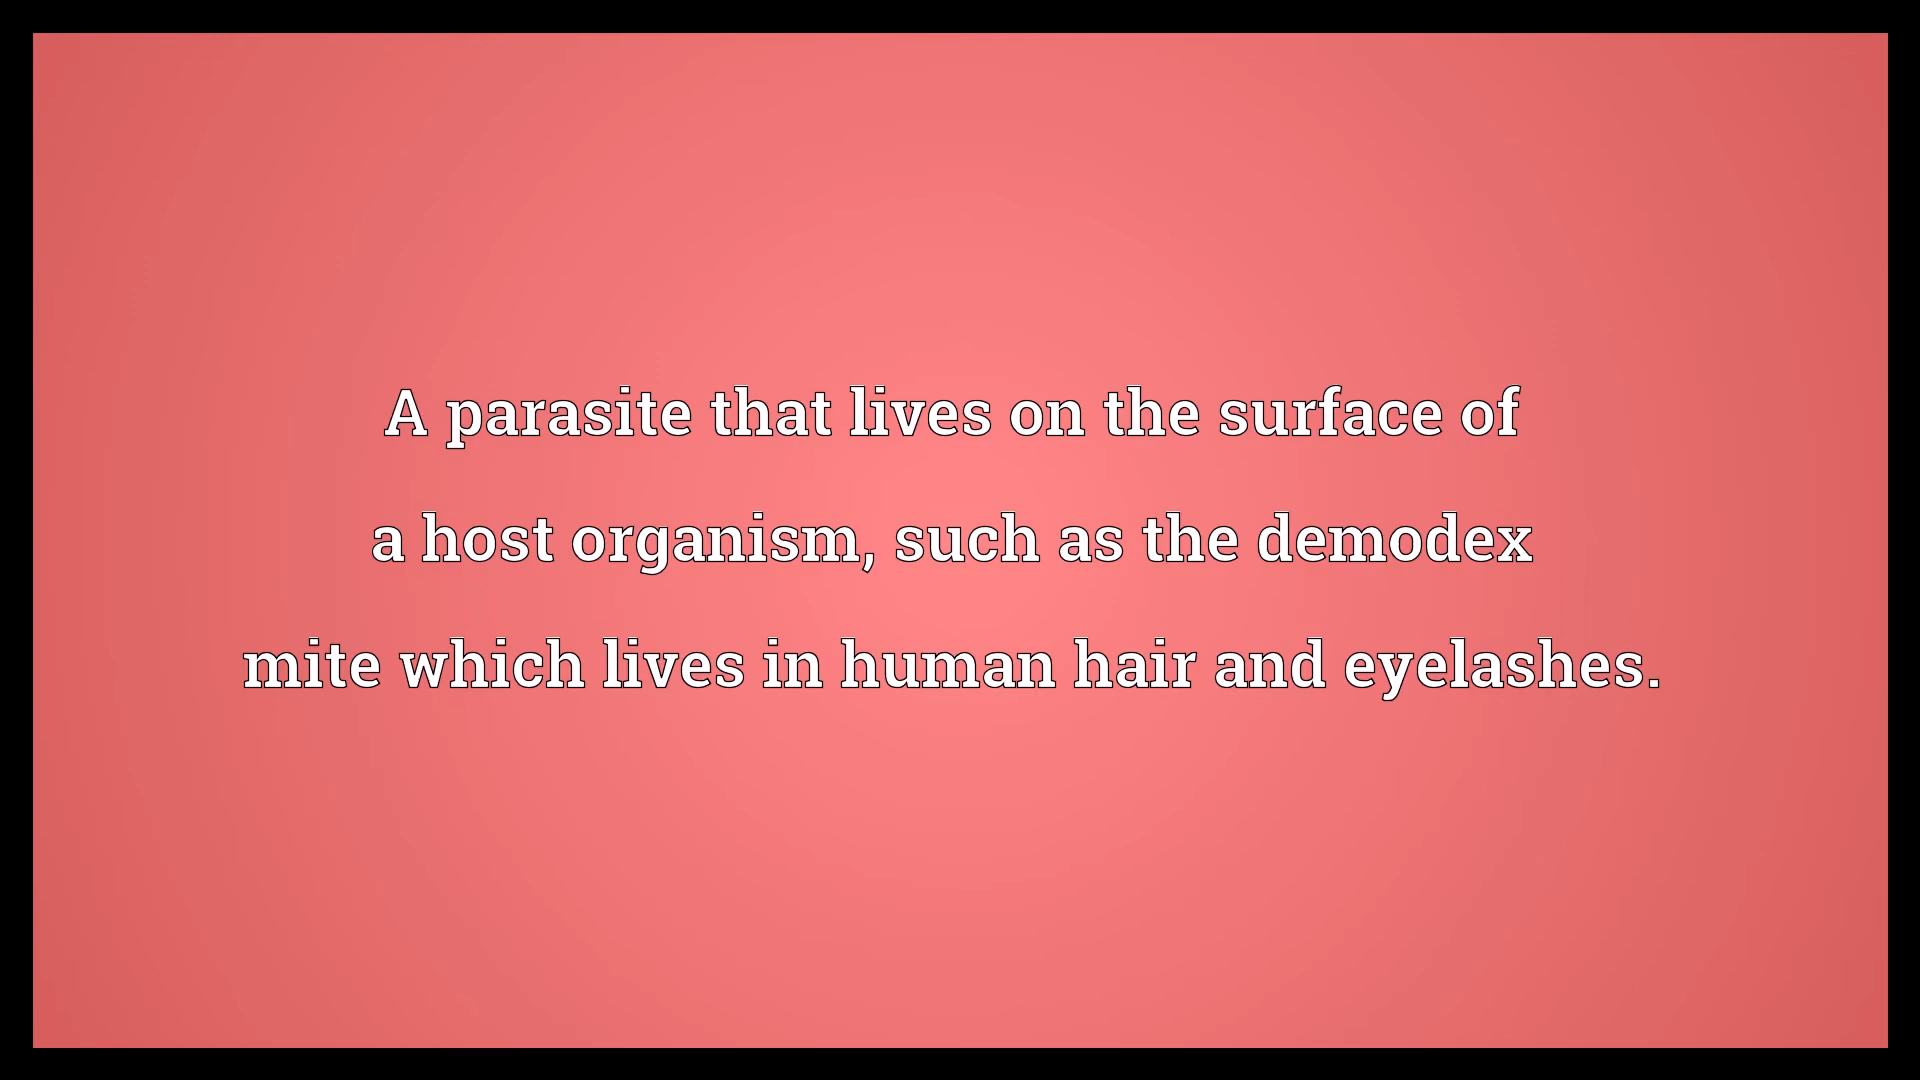 A parasite that lives on the surface of
a host organism, such as the demodex
mite which lives in human hair and eyelashes.